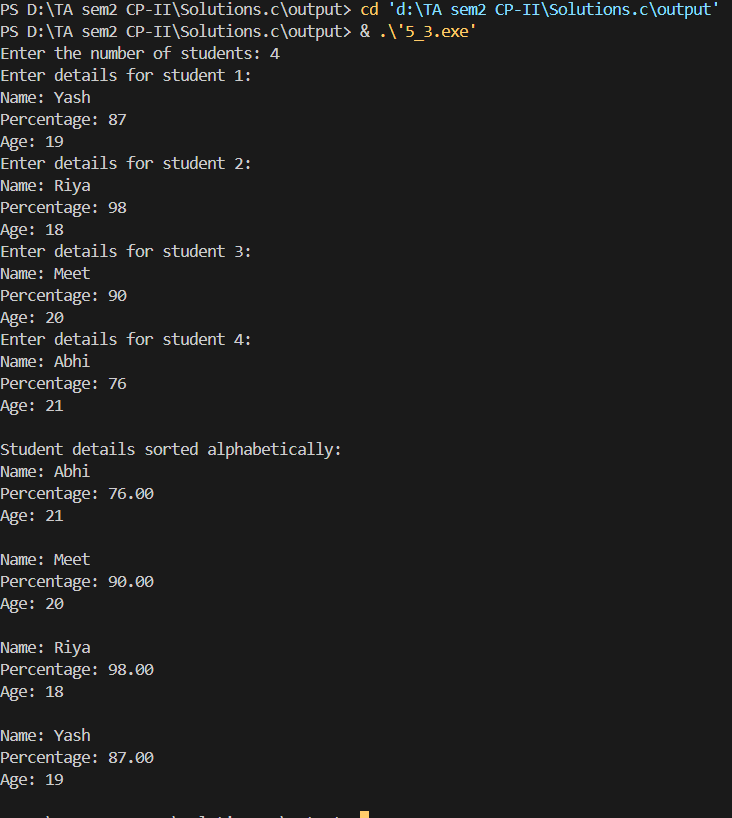 PS D:\TA sem2 CP-II\Solutions.c\output> cd 'd:\TA sem2 CP-II\Solutions.c\output'
PS D:\TA sem2 CP-II\Solutions.c\output> & .\'5_3.exe'
Enter the number of students: 4
Enter details for student 1:
Name: Yash
Percentage: 87
Age: 19
Enter details for student 2:
Name: Riya
Percentage: 98
Age: 18
Enter details for student 3:
Name: Meet
Percentage: 90
Age: 20
Enter details for student 4:
Name: Abhi
Percentage: 76
Age: 21

Student details sorted alphabetically:
Name: Abhi
Percentage: 76.00
Age: 21

Name: Meet
Percentage: 90.00
Age: 20

Name: Riya
Percentage: 98.00
Age: 18

Name: Yash
Percentage: 87.00
Age: 19